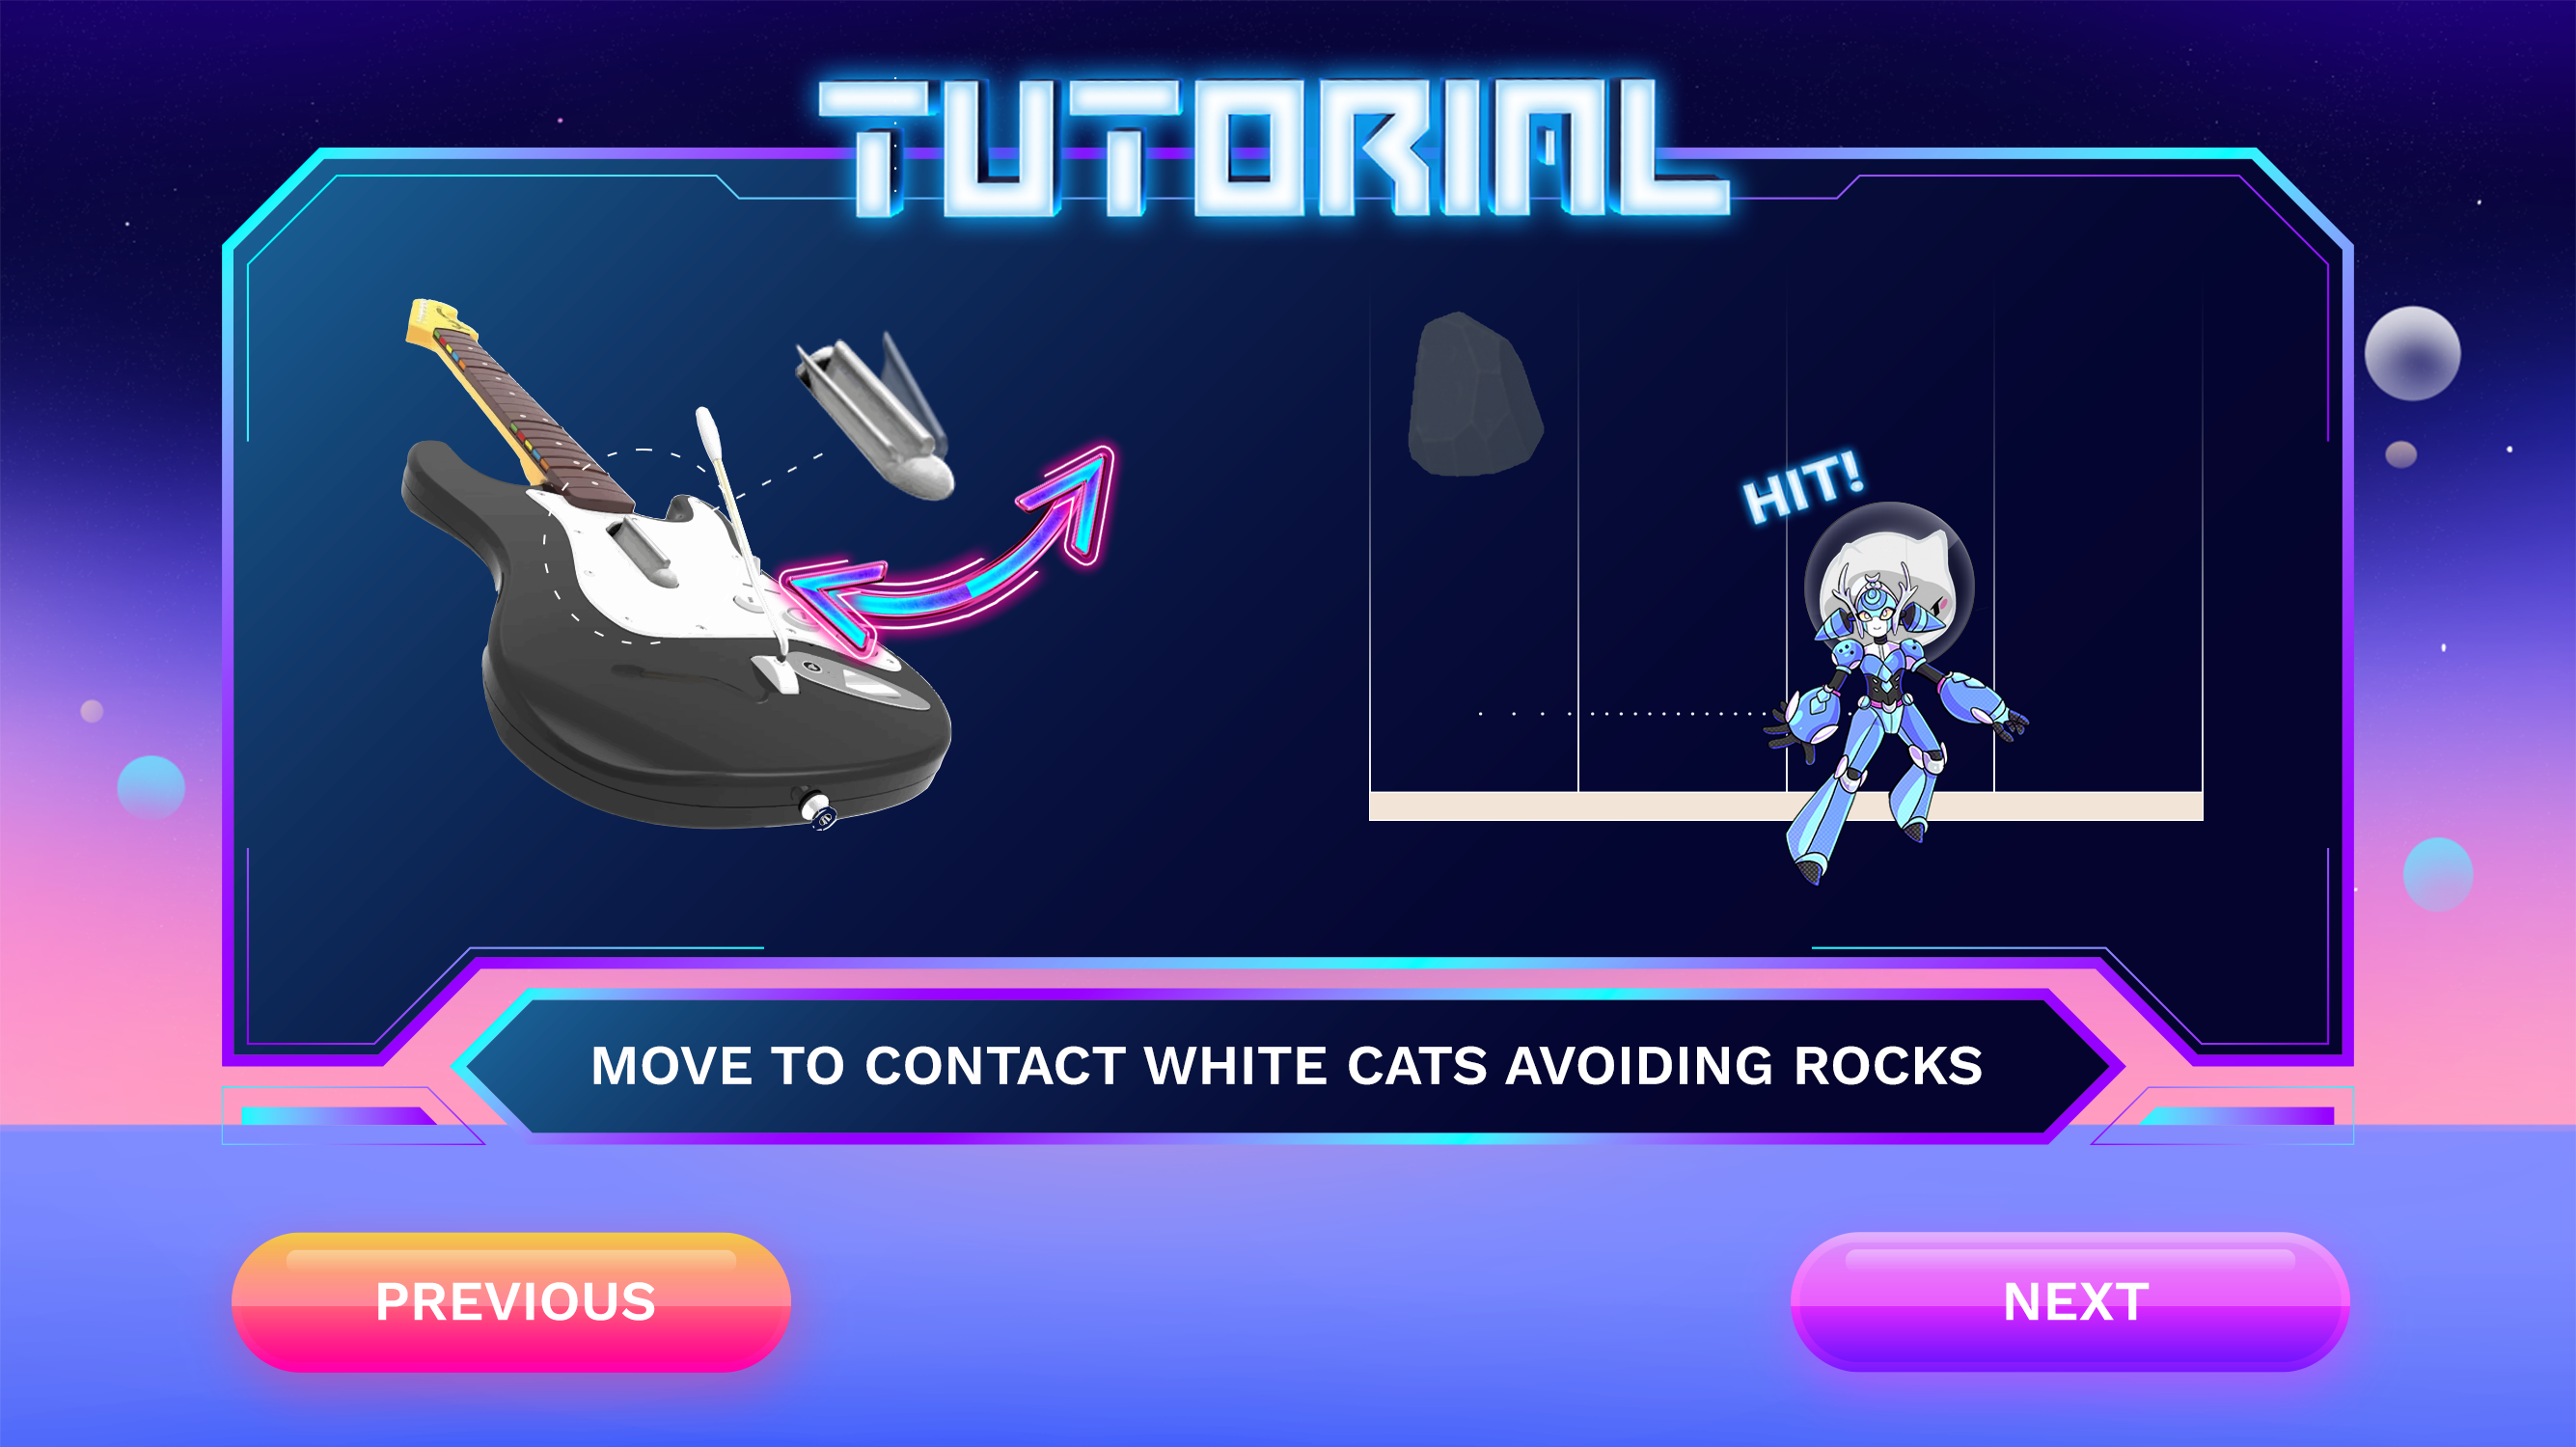 TUTORIAL
HIT!
MOVE TO CONTACT WHITE CATS AVOIDING ROCKS
PREVIOUS
NEXT